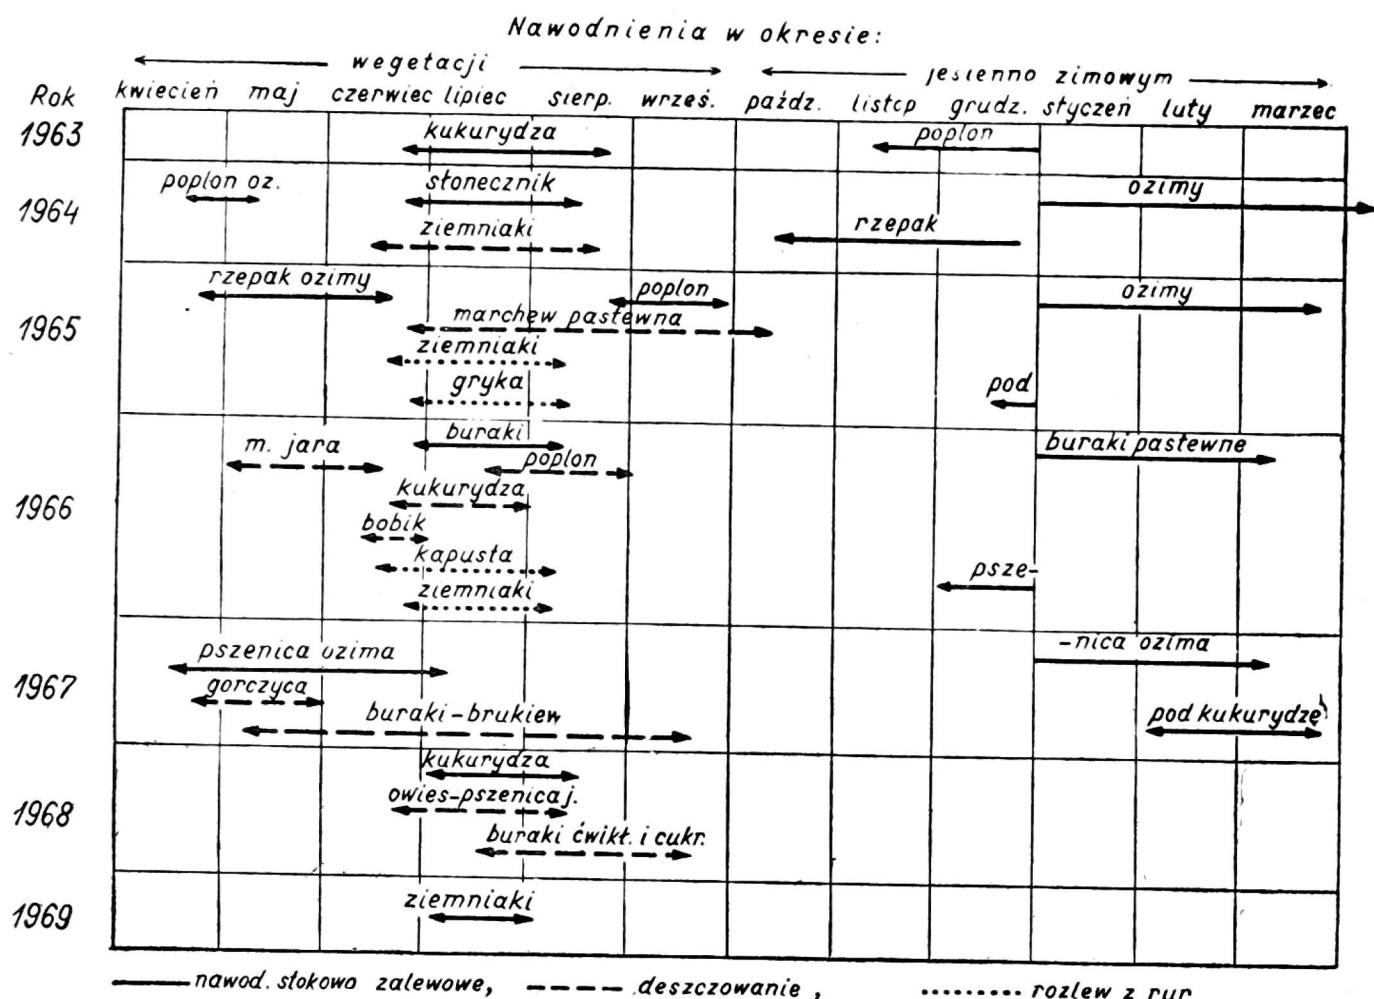 Nawodnienia w okresie:
wegetacji jesienno zimowym
Rok kwiecień maj czerwiec lipiec sierp. wrześ. paźdz. listop grudz. styczeń luty marzec
1963 kukurydza poplon
poplon oz. słonecznik ozimy
1964 ziemniaki rzepak
rzepak ozimy poplon ozimy
1965 marchew pastewna
ziemniaki
gryka pod
buraki buraki pastewne
m. jara poplon
1966 kukurydza
bobik
kapusta psze-
ziemniaki
pszenica ozima -nica ozima
1967 gorczyca
buraki-brukiew pod kukurydzę
kukurydza
1968 owies-pszenica j.
buraki ćwikł. i cukr.
1969 ziemniaki
nawod. stokowo zalewowe, deszczowanie, rozlew z rur